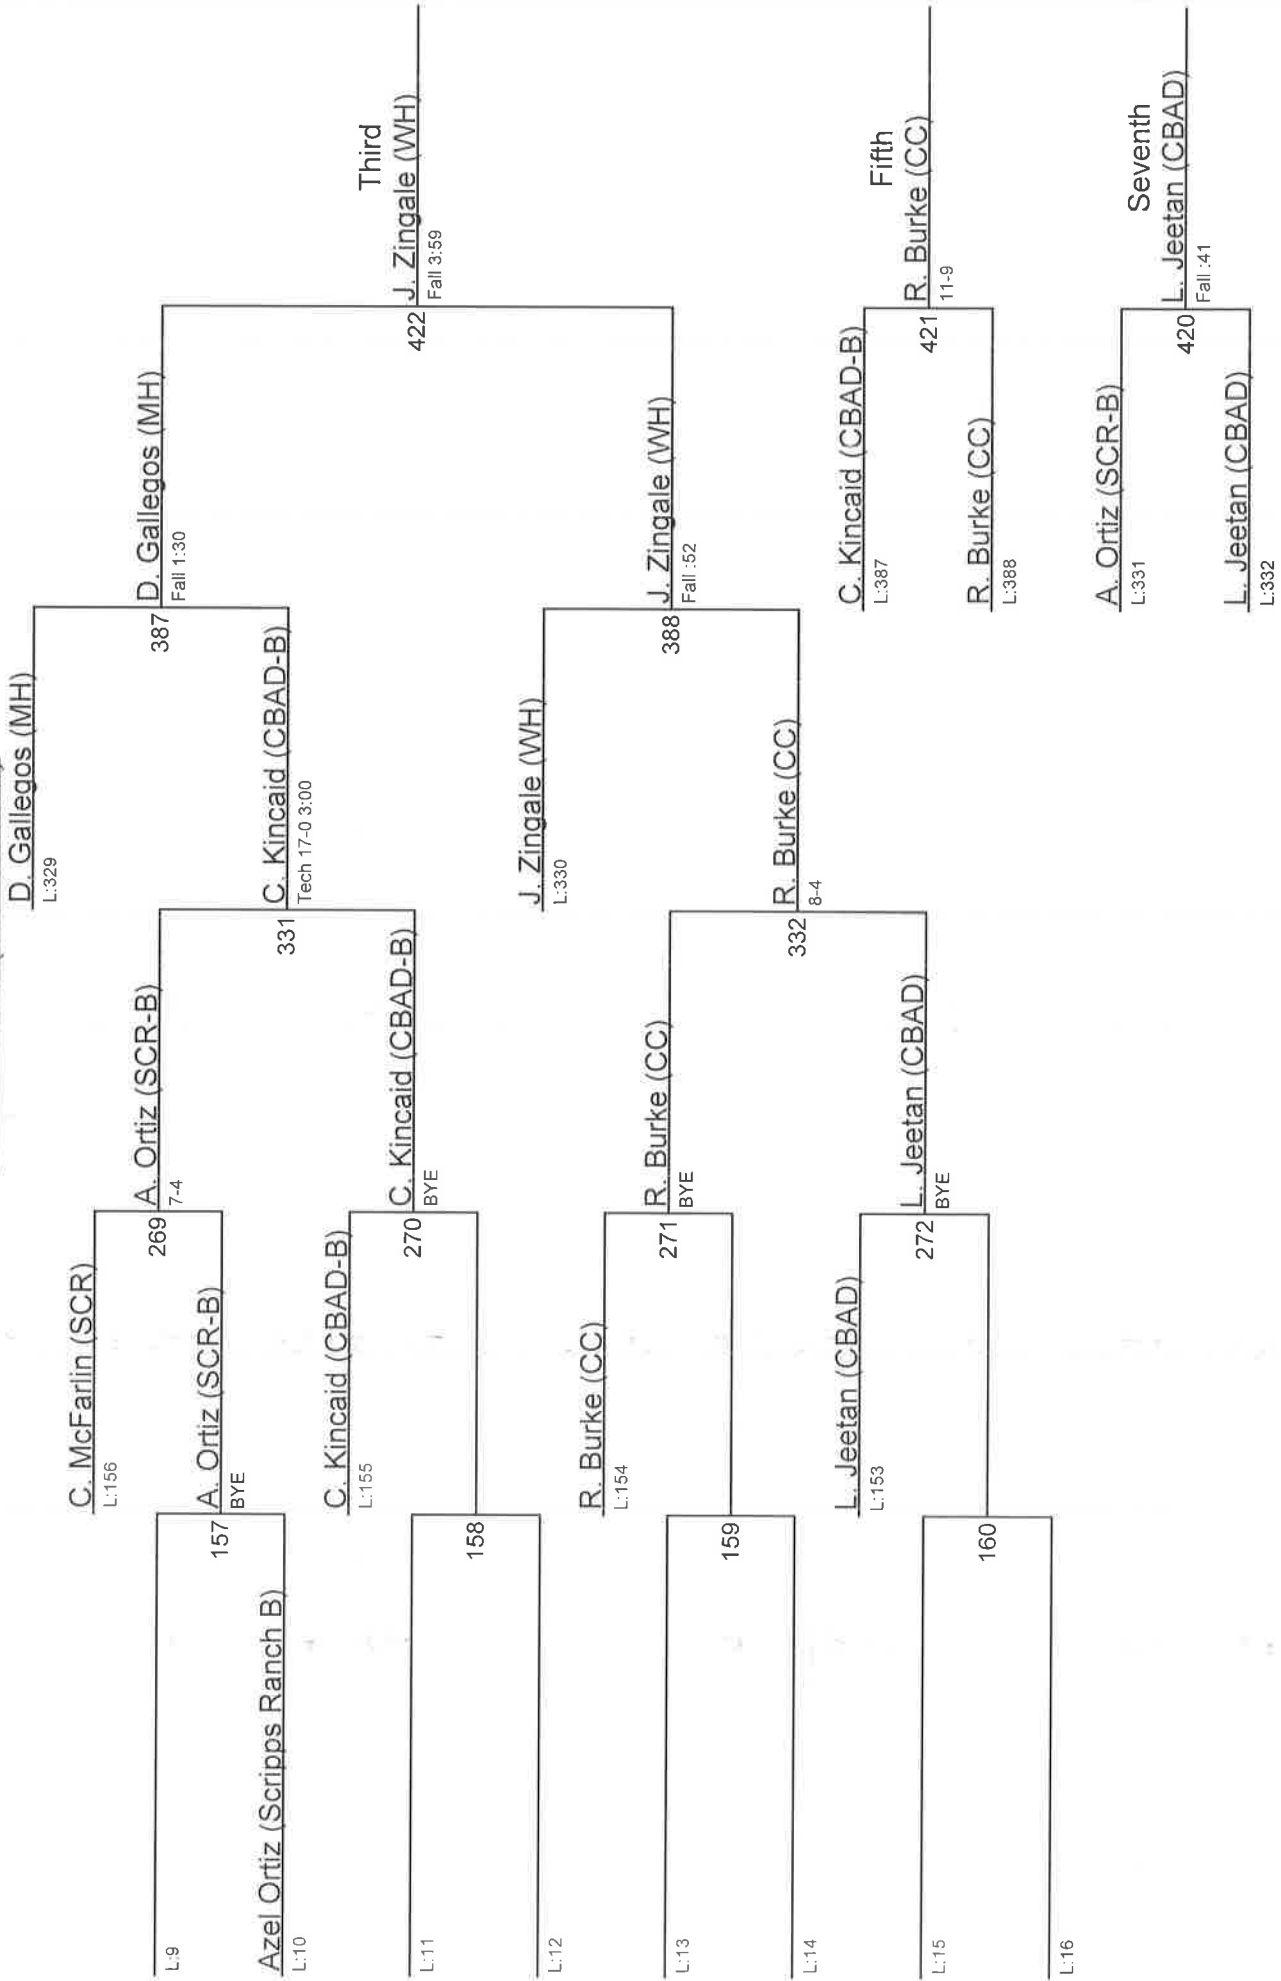 L:9
157
Azel Ortiz (Scripps Ranch B)
L:10
L:11
158
L:12
L:13
159
L:14
L:15
160
L:16
C. McFarlin (SCR)
L:156
269
A. Ortiz (SCR-B)
BYE
C. Kincaid (CBAD-B)
L:155
270
R. Burke (CC)
L:154
271
L. Jeetan (CBAD)
L:153
272
A. Ortiz (SCR-B)
7-4
331
C. Kincaid (CBAD-B)
BYE
R. Burke (CC)
BYE
332
L. Jeetan (CBAD)
BYE
D. Gallegos (MH)
L:329
387
C. Kincaid (CBAD-B)
Tech 17-0 3:00
J. Zingale (WH)
L:330
388
R. Burke (CC)
8-4
D. Gallegos (MH)
Fall 1:30
422
J. Zingale (WH)
Fall :52
Third
J. Zingale (WH)
Fall 3:59
C. Kincaid (CBAD-B)
L:387
421
R. Burke (CC)
L:388
Fifth
R. Burke (CC)
11-9
A. Ortiz (SCR-B)
L:331
420
L. Jeetan (CBAD)
L:332
Seventh
L. Jeetan (CBAD)
Fall :41